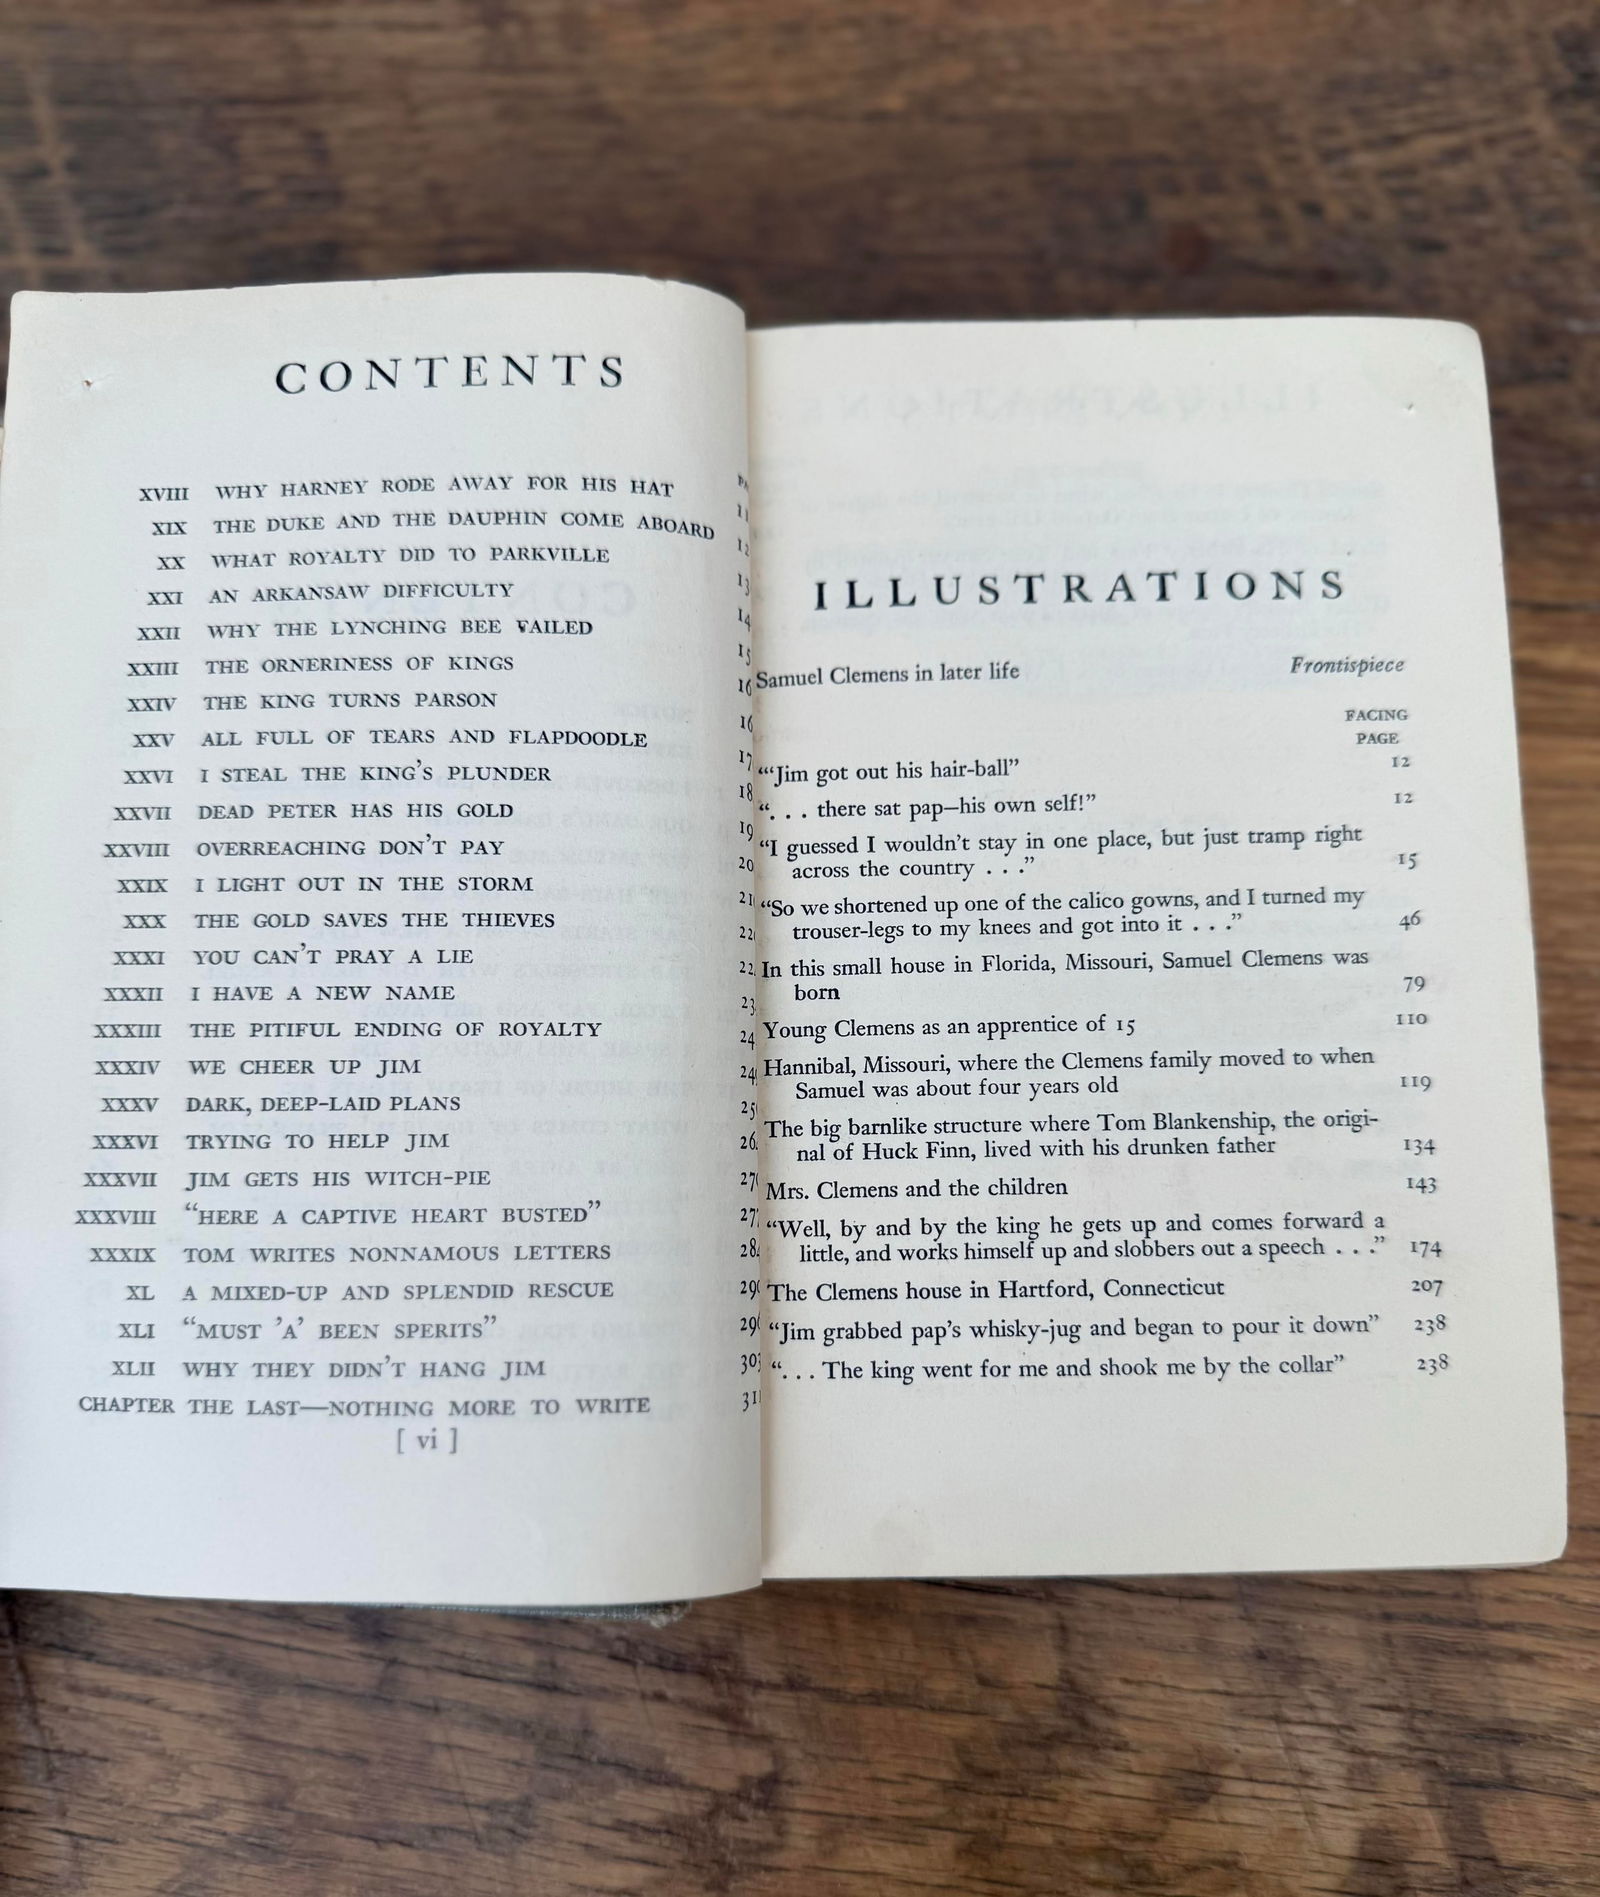 CONTENTS
XVIII WHY HARNEY RODE AWAY FOR HIS HAT
XIX THE DUKE AND THE DAUPHIN COME ABOARD
XX WHAT ROYALTY DID TO PARKVILLE
XXI AN ARKANSAW DIFFICULTY
XXII WHY THE LYNCHING BEE FAILED
XXIII THE ORNERINESS OF KINGS
XXIV THE KING TURNS PARSON
XXV ALL FULL OF TEARS AND FLAPDOODLE
XXVI I STEAL THE KING'S PLUNDER
XXVII DEAD PETER HAS HIS GOLD
XXVIII OVERREACHING DON'T PAY
XXIX I LIGHT OUT IN THE STORM
XXX THE GOLD SAVES THE THIEVES
XXXI YOU CAN'T PRAY A LIE
XXXII I HAVE A NEW NAME
XXXIII THE PITIFUL ENDING OF ROYALTY
XXXIV WE CHEER UP JIM
XXXV DARK, DEEP-LAID PLANS
XXXVI TRYING TO HELP JIM
XXXVII JIM GETS HIS WITCH-PIE
XXXVIII “HERE A CAPTIVE HEART BUSTED”
XXXIX TOM WRITES NONNAMOUS LETTERS
XL A MIXED-UP AND SPLENDID RESCUE
XLI “MUST 'A' BEEN SPERITS”
XLII WHY THEY DIDN'T HANG JIM
CHAPTER THE LAST—NOTHING MORE TO WRITE
[ vi ]
ILLUSTRATIONS
Samuel Clemens in later life Frontispiece
FACING
PAGE
“‘Jim got out his hair-ball” 12
“. . . there sat pap—his own self!” 12
“I guessed I wouldn't stay in one place, but just tramp right
across the country . . .” 15
“So we shortened up one of the calico gowns, and I turned my
trouser-legs to my knees and got into it . . .” 46
In this small house in Florida, Missouri, Samuel Clemens was
born 79
Young Clemens as an apprentice of 15 110
Hannibal, Missouri, where the Clemens family moved to when
Samuel was about four years old 119
The big barnlike structure where Tom Blankenship, the origi-
nal of Huck Finn, lived with his drunken father 134
Mrs. Clemens and the children 143
“Well, by and by the king he gets up and comes forward a
little, and works himself up and slobbers out a speech . . .” 174
The Clemens house in Hartford, Connecticut 207
“Jim grabbed pap's whisky-jug and began to pour it down” 238
“. . . The king went for me and shook me by the collar” 238